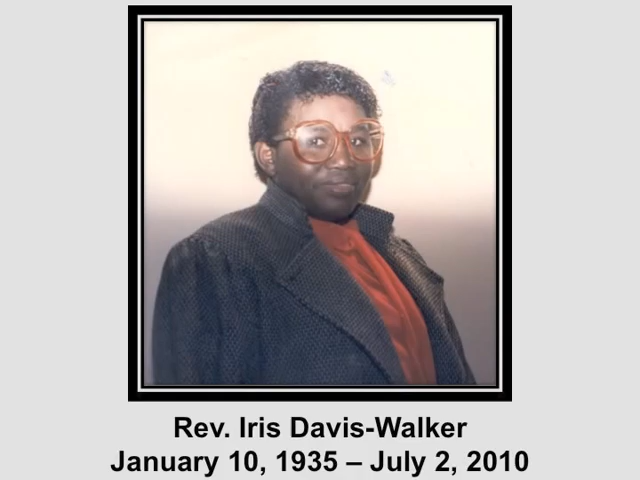 Rev. Iris Davis-Walker
January 10, 1935 – July 2, 2010